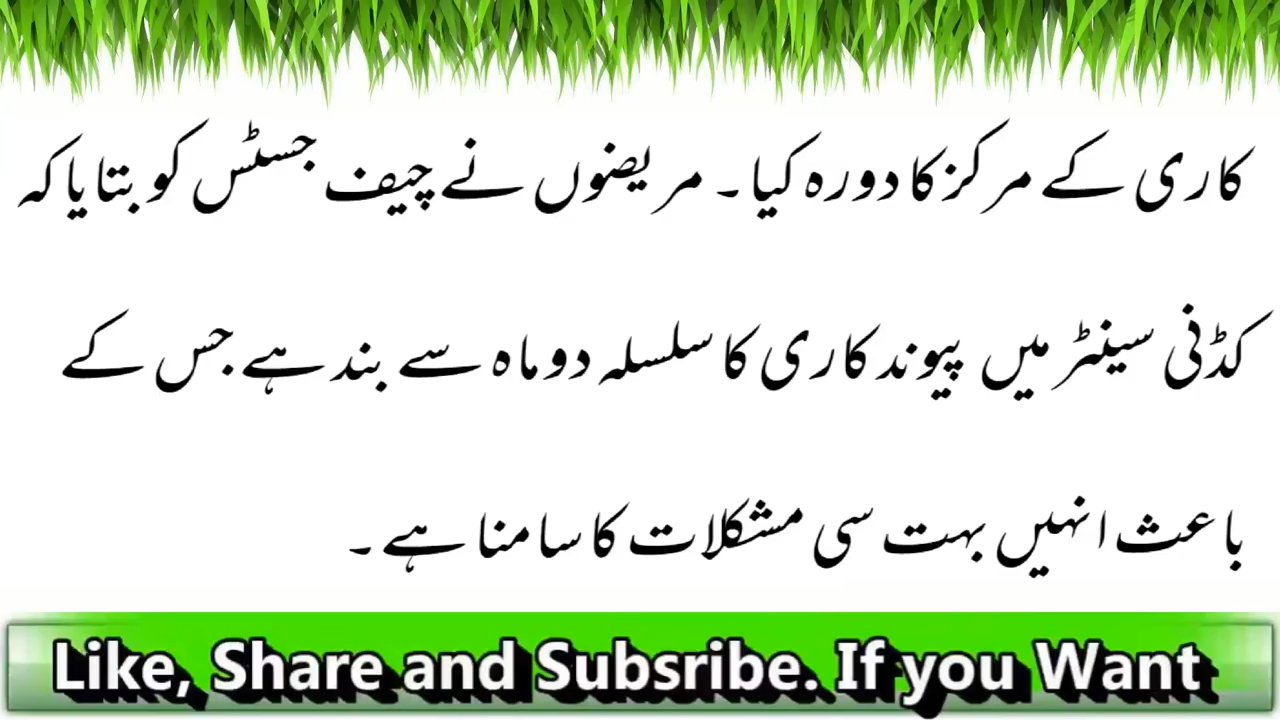 کاری کے مرکز کا دورہ کیا۔ مریضوں نے چیف جسٹس کو بتایا کہ
کڈنی سینٹر میں پیوند کاری کا سلسلہ دو ماہ سے بند ہے جس کے
باعث انہیں بہت سی مشکلات کا سامنا ہے۔
Like, Share and Subsribe. If you Want